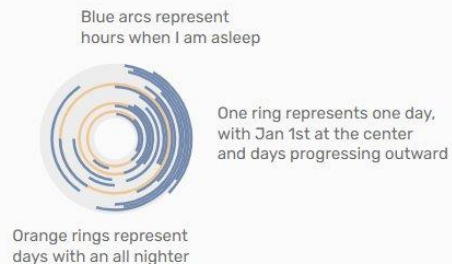 Blue arcs represent
hours when I am asleep
One ring represents one day,
with Jan 1st at the center
and days progressing outward
Orange rings represent
days with an all nighter